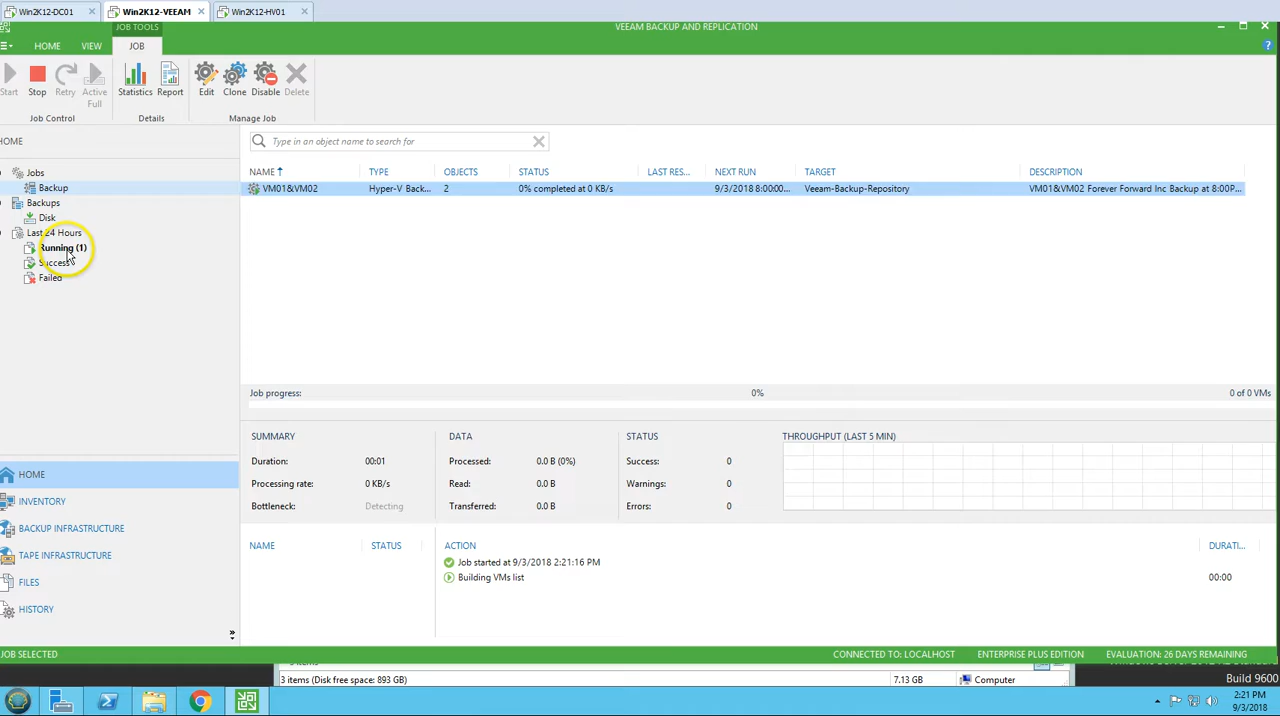 Win2K12-DC01
Win2K12-VEEAM
Win2K12-HV01
JOB TOOLS
VEEAM BACKUP AND REPLICATION
HOME VIEW JOB
Start Stop Retry Active Full Statistics Report Edit Clone Disable Delete
Job Control Details Manage Job
HOME
Type in an object name to search for
Jobs
Backup
Backups
Disk
Last 24 Hours
Running (1)
Success
Failed
NAME TYPE OBJECTS STATUS LAST RES... NEXT RUN TARGET DESCRIPTION
VM01&VM02 Hyper-V Back... 2 0% completed at 0 KB/s 9/3/2018 8:00:00... Veeam-Backup-Repository VM01&VM02 Forever Forward Inc Backup at 8:00P...
Job progress: 0% 0 of 0 VMs
SUMMARY DATA STATUS THROUGHPUT (LAST 5 MIN)
Duration: 00:01 Processed: 0.0 B (0%) Success: 0
Processing rate: 0 KB/s Read: 0.0 B Warnings: 0
Bottleneck: Detecting Transferred: 0.0 B Errors: 0
NAME STATUS ACTION DURATI...
Job started at 9/3/2018 2:21:16 PM
Building VMs list 00:00
HOME
INVENTORY
BACKUP INFRASTRUCTURE
TAPE INFRASTRUCTURE
FILES
HISTORY
JOB SELECTED CONNECTED TO: LOCALHOST ENTERPRISE PLUS EDITION EVALUATION: 26 DAYS REMAINING
3 items (Disk free space: 893 GB) 7.13 GB Computer
Build 9600
2:21 PM
9/3/2018